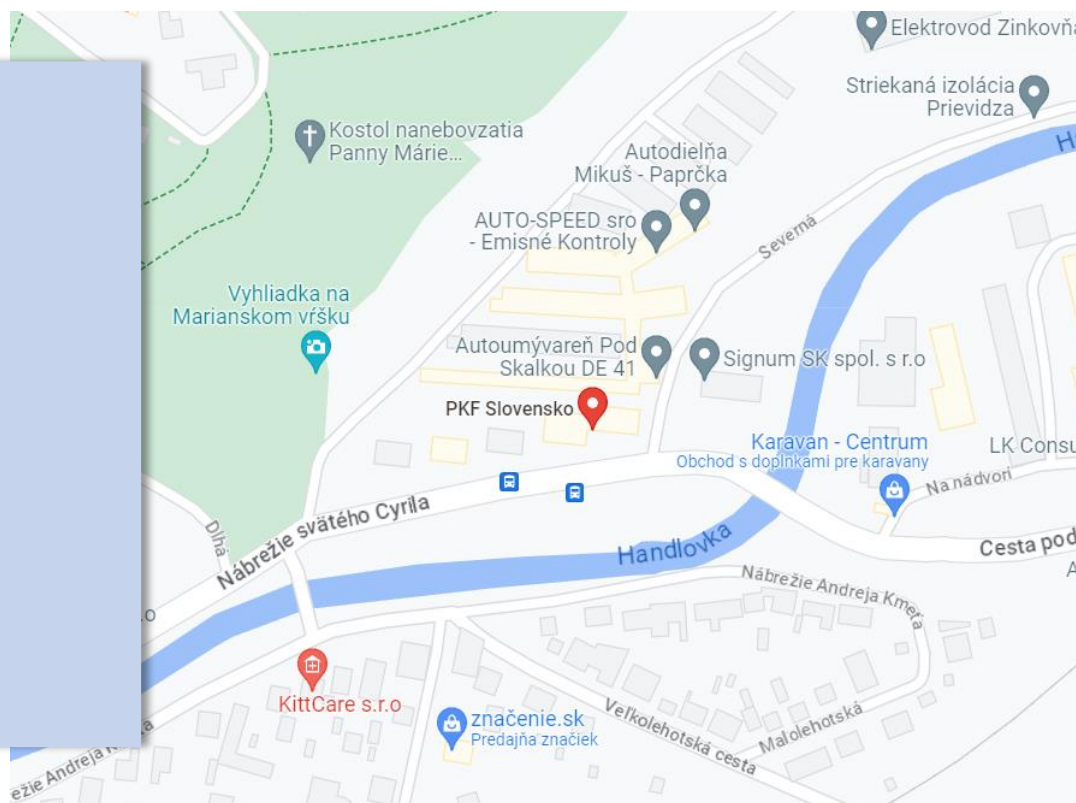 Elektrovod Zinkovňa
Striekaná izolácia
Prievidza
Kostol nanebovzatia
Panny Márie...
Autodielňa
Mikuš - Paprčka
AUTO-SPEED sro
- Emisné Kontroly
Severná
Vyhliadka na
Marianskom vŕšku
Autoumývareň Pod
Skalkou DE 41
Signum SK spol. s r.o
PKF Slovensko
Karavan - Centrum
Obchod s doplnkami pre karavany
LK Consu
Na nádvorí
Dlhá
Nábrežie svätého Cyrila
Handlovka
Cesta pod
A
Nábrežie Andreja Kmeťa
.o
KittCare s.r.o
značenie.sk
Predajňa značiek
Veľkolehotská cesta
Malolehotská
ežie Andreja K